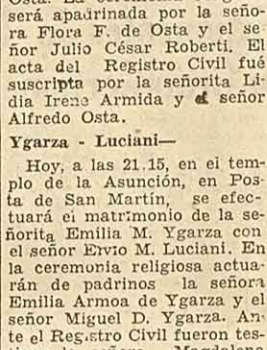 será apadrinada por la seño-
ra Flora F. de Osta y el se-
ñor Julio César Roberti. El
acta del Registro Civil fué
suscripta por la señorita Li-
dia Irene Armida y el señor
Alfredo Osta.
Ygarza - Luciani—
Hoy, a las 21.15, en el tem-
plo de la Asunción, en Pos-
ta de San Martín, se efec-
tuará el matrimonio de la se-
ñorita Emilia M. Ygarza con
el señor Ervio M. Luciani. En
la ceremonia religiosa actua-
rán de padrinos la señora
Emilia Armoa de Ygarza y el
señor Miguel D. Ygarza. An-
te el Registro Civil fueron tes-